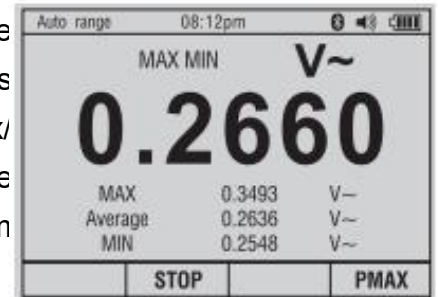 Auto range 08:12pm
MAX MIN V~
0.2660
MAX 0.3493 V~
Average 0.2636 V~
MIN 0.2548 V~
STOP PMAX